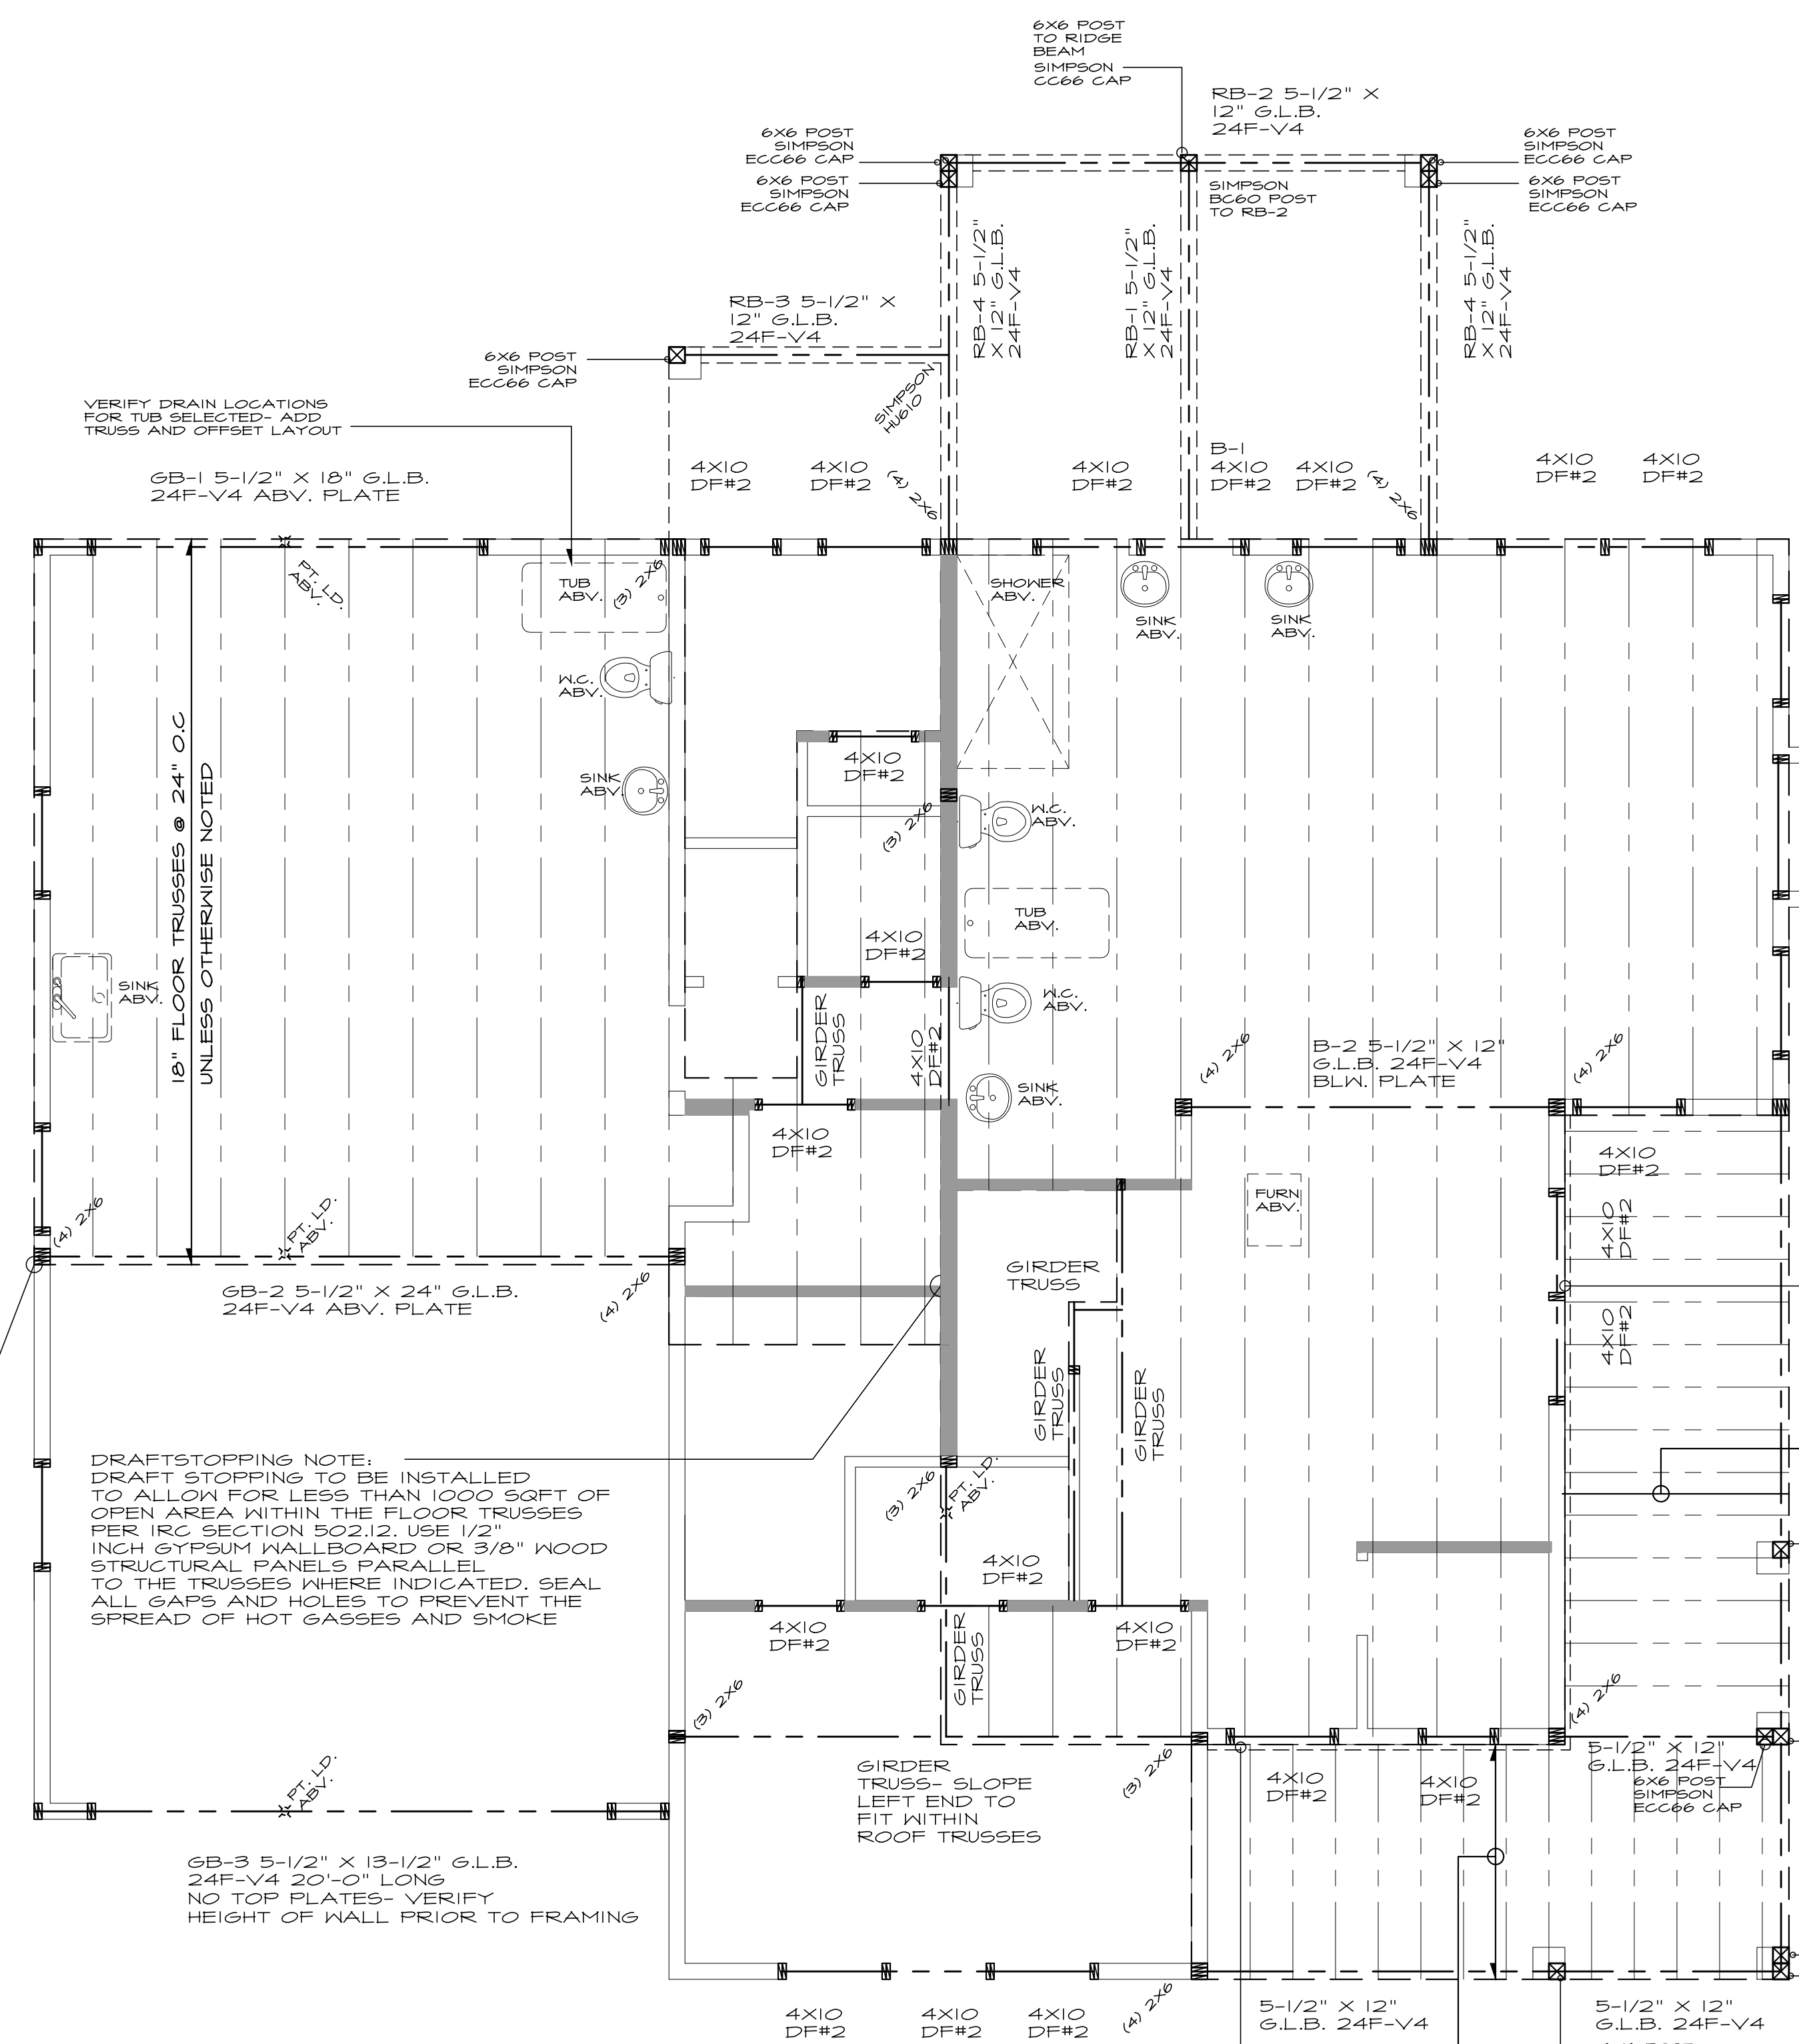 6X6 POST
TO RIDGE
BEAM
SIMPSON
CC66 CAP
RB-2 5-1/2" X
12" G.L.B.
24F-V4
6X6 POST
SIMPSON
ECC66 CAP
6X6 POST
SIMPSON
ECC66 CAP
6X6 POST
SIMPSON
ECC66 CAP
6X6 POST
SIMPSON
ECC66 CAP
SIMPSON
BC60 POST
TO RB-2
RB-4 5-1/2"
X 12" G.L.B.
24F-V4
RB-1 5-1/2"
X 12" G.L.B.
24F-V4
RB-4 5-1/2"
X 12" G.L.B.
24F-V4
RB-3 5-1/2" X
12" G.L.B.
24F-V4
6X6 POST
SIMPSON
ECC66 CAP
SIMPSON
HU610
VERIFY DRAIN LOCATIONS
FOR TUB SELECTED- ADD
TRUSS AND OFFSET LAYOUT
GB-1 5-1/2" X 18" G.L.B.
24F-V4 ABV. PLATE
4X10
DF#2
4X10
DF#2
(4) 2X6
4X10
DF#2
B-1
4X10
DF#2
4X10
DF#2
(4) 2X6
4X10
DF#2
4X10
DF#2
PT. LD.
ABV.
TUB
ABV.
(3) 2X6
SHOWER
ABV.
SINK
ABV.
SINK
ABV.
W.C.
ABV.
18" FLOOR TRUSSES @ 24" O.C
UNLESS OTHERWISE NOTED
SINK
ABV.
4X10
DF#2
(3) 2X6
W.C.
ABV.
TUB
ABV.
4X10
DF#2
SINK
ABV.
W.C.
ABV.
GIRDER
TRUSS
4X10
DF#2
SINK
ABV.
(4) 2X6
B-2 5-1/2" X 12"
G.L.B. 24F-V4
BLW. PLATE
(4) 2X6
4X10
DF#2
4X10
DF#2
4X10
DF#2
4X10
DF#2
FURN
ABV.
(4) 2X6
PT. LD.
ABV.
GB-2 5-1/2" X 24" G.L.B.
24F-V4 ABV. PLATE
(4) 2X6
GIRDER
TRUSS
GIRDER
TRUSS
GIRDER
TRUSS
DRAFTSTOPPING NOTE:
DRAFT STOPPING TO BE INSTALLED
TO ALLOW FOR LESS THAN 1000 SQFT OF
OPEN AREA WITHIN THE FLOOR TRUSSES
PER IRC SECTION 502.12. USE 1/2"
INCH GYPSUM WALLBOARD OR 3/8" WOOD
STRUCTURAL PANELS PARALLEL
TO THE TRUSSES WHERE INDICATED. SEAL
ALL GAPS AND HOLES TO PREVENT THE
SPREAD OF HOT GASSES AND SMOKE
(3) 2X6
PT. LD.
ABV.
4X10
DF#2
4X10
DF#2
4X10
DF#2
GIRDER
TRUSS
(3) 2X6
(3) 2X6
(4) 2X6
GIRDER
TRUSS- SLOPE
LEFT END TO
FIT WITHIN
ROOF TRUSSES
4X10
DF#2
4X10
DF#2
5-1/2" X 12"
G.L.B. 24F-V4
6X6 POST
SIMPSON
ECC66 CAP
PT. LD.
ABV.
GB-3 5-1/2" X 13-1/2" G.L.B.
24F-V4 20'-0" LONG
NO TOP PLATES- VERIFY
HEIGHT OF WALL PRIOR TO FRAMING
4X10
DF#2
4X10
DF#2
4X10
DF#2
(4) 2X6
5-1/2" X 12"
G.L.B. 24F-V4
5-1/2" X 12"
G.L.B. 24F-V4